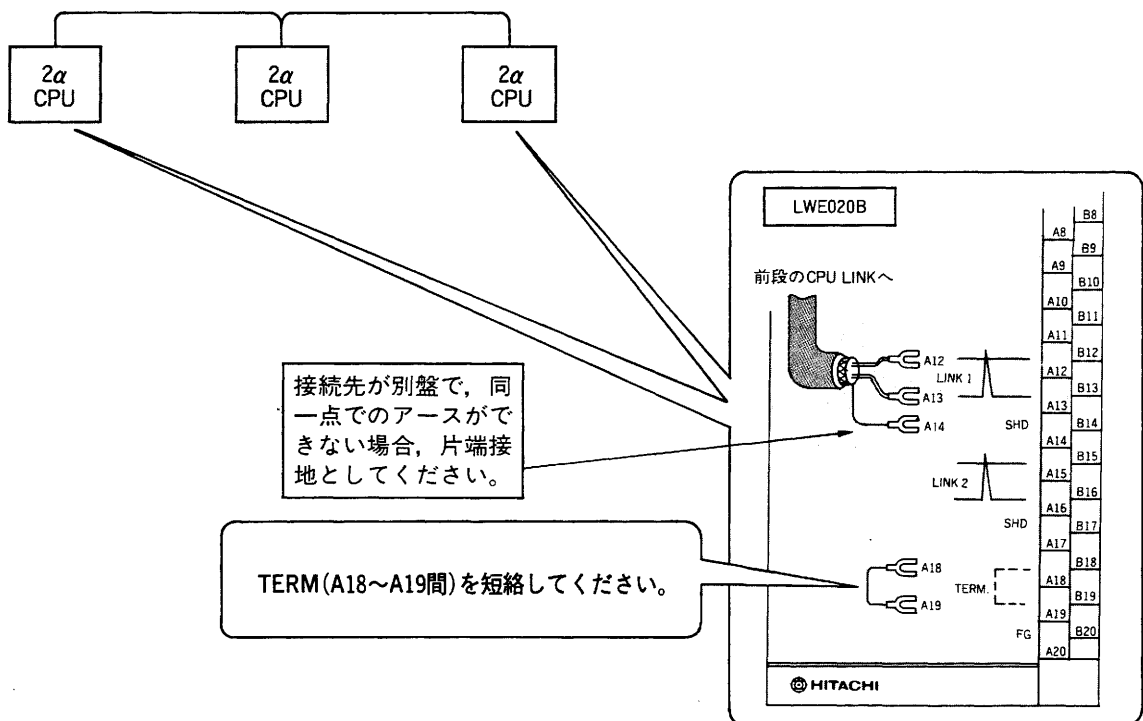 2α
CPU
2α
CPU
2α
CPU
LWE020B
前段のCPU LINKへ
A12
LINK 1
A13
A14
SHD
LINK 2
SHD
A18
TERM.
A19
FG
HITACHI
A8
A9
A10
A11
A12
A13
A14
A15
A16
A17
A18
A19
A20
B8
B9
B10
B11
B12
B13
B14
B15
B16
B17
B18
B19
B20
接続先が別盤で,同
一点でのアースがで
きない場合,片端接
地としてください。
TERM(A18〜A19間)を短絡してください。